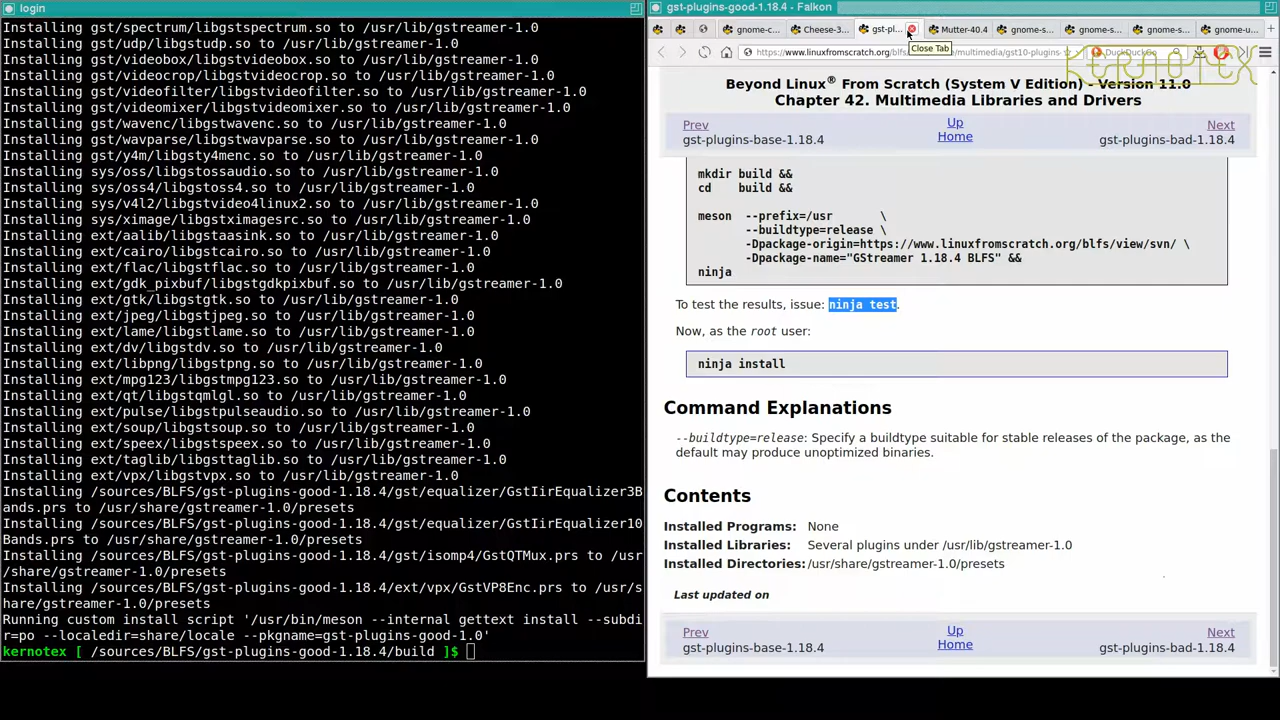 login
Installing gst/spectrum/libgstspectrum.so to /usr/lib/gstreamer-1.0
Installing gst/udp/libgstudp.so to /usr/lib/gstreamer-1.0
Installing gst/videobox/libgstvideobox.so to /usr/lib/gstreamer-1.0
Installing gst/videocrop/libgstvideocrop.so to /usr/lib/gstreamer-1.0
Installing gst/videofilter/libgstvideofilter.so to /usr/lib/gstreamer-1.0
Installing gst/videomixer/libgstvideomixer.so to /usr/lib/gstreamer-1.0
Installing gst/wavenc/libgstwavenc.so to /usr/lib/gstreamer-1.0
Installing gst/wavparse/libgstwavparse.so to /usr/lib/gstreamer-1.0
Installing gst/y4m/libgsty4menc.so to /usr/lib/gstreamer-1.0
Installing sys/oss/libgstossaudio.so to /usr/lib/gstreamer-1.0
Installing sys/oss4/libgstoss4.so to /usr/lib/gstreamer-1.0
Installing sys/v4l2/libgstvideo4linux2.so to /usr/lib/gstreamer-1.0
Installing sys/ximage/libgstximagesrc.so to /usr/lib/gstreamer-1.0
Installing ext/aalib/libgstaasink.so to /usr/lib/gstreamer-1.0
Installing ext/cairo/libgstcairo.so to /usr/lib/gstreamer-1.0
Installing ext/flac/libgstflac.so to /usr/lib/gstreamer-1.0
Installing ext/gdk_pixbuf/libgstgdkpixbuf.so to /usr/lib/gstreamer-1.0
Installing ext/gtk/libgstgtk.so to /usr/lib/gstreamer-1.0
Installing ext/jpeg/libgstjpeg.so to /usr/lib/gstreamer-1.0
Installing ext/lame/libgstlame.so to /usr/lib/gstreamer-1.0
Installing ext/dv/libgstdv.so to /usr/lib/gstreamer-1.0
Installing ext/libpng/libgstpng.so to /usr/lib/gstreamer-1.0
Installing ext/mpg123/libgstmpg123.so to /usr/lib/gstreamer-1.0
Installing ext/qt/libgstqmlgl.so to /usr/lib/gstreamer-1.0
Installing ext/pulse/libgstpulseaudio.so to /usr/lib/gstreamer-1.0
Installing ext/soup/libgstsoup.so to /usr/lib/gstreamer-1.0
Installing ext/speex/libgstspeex.so to /usr/lib/gstreamer-1.0
Installing ext/taglib/libgsttaglib.so to /usr/lib/gstreamer-1.0
Installing ext/vpx/libgstvpx.so to /usr/lib/gstreamer-1.0
Installing /sources/BLFS/gst-plugins-good-1.18.4/gst/equalizer/GstIirEqualizer3B
ands.prs to /usr/share/gstreamer-1.0/presets
Installing /sources/BLFS/gst-plugins-good-1.18.4/gst/equalizer/GstIirEqualizer10
Bands.prs to /usr/share/gstreamer-1.0/presets
Installing /sources/BLFS/gst-plugins-good-1.18.4/gst/isomp4/GstQTMux.prs to /usr
/share/gstreamer-1.0/presets
Installing /sources/BLFS/gst-plugins-good-1.18.4/ext/vpx/GstVP8Enc.prs to /usr/s
hare/gstreamer-1.0/presets
Running custom install script '/usr/bin/meson --internal gettext install --subdi
r=po --localedir=share/locale --pkgname=gst-plugins-good-1.0'
kernotex [ /sources/BLFS/gst-plugins-good-1.18.4/build ]$
gst-plugins-good-1.18.4 - Falkon
gnome-c... Cheese-3... gst-pl... Mutter-40.4 gnome-s... gnome-s... gnome-s... gnome-u...
https://www.linuxfromscratch.org/blfs multimedia/gst10-plugins- DuckDuckGo
Close Tab
KERNOTEX
Beyond Linux® From Scratch (System V Edition) - Version 11.0
Chapter 42. Multimedia Libraries and Drivers
Prev Up Next
gst-plugins-base-1.18.4 Home gst-plugins-bad-1.18.4
mkdir build &&
cd build &&
meson --prefix=/usr \
--buildtype=release \
-Dpackage-origin=https://www.linuxfromscratch.org/blfs/view/svn/ \
-Dpackage-name="GStreamer 1.18.4 BLFS" &&
ninja
To test the results, issue: ninja test.
Now, as the root user:
ninja install
Command Explanations
--buildtype=release: Specify a buildtype suitable for stable releases of the package, as the
default may produce unoptimized binaries.
Contents
Installed Programs: None
Installed Libraries: Several plugins under /usr/lib/gstreamer-1.0
Installed Directories: /usr/share/gstreamer-1.0/presets
Last updated on
Prev Up Next
gst-plugins-base-1.18.4 Home gst-plugins-bad-1.18.4